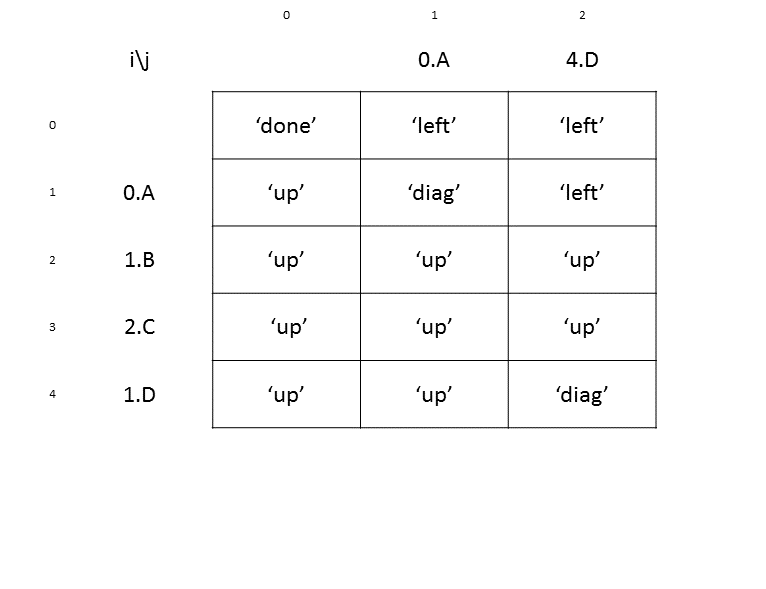 0 1 2
i\j 0.A 4.D
0 ‘done’ ‘left’ ‘left’
1 0.A ‘up’ ‘diag’ ‘left’
2 1.B ‘up’ ‘up’ ‘up’
3 2.C ‘up’ ‘up’ ‘up’
4 1.D ‘up’ ‘up’ ‘diag’